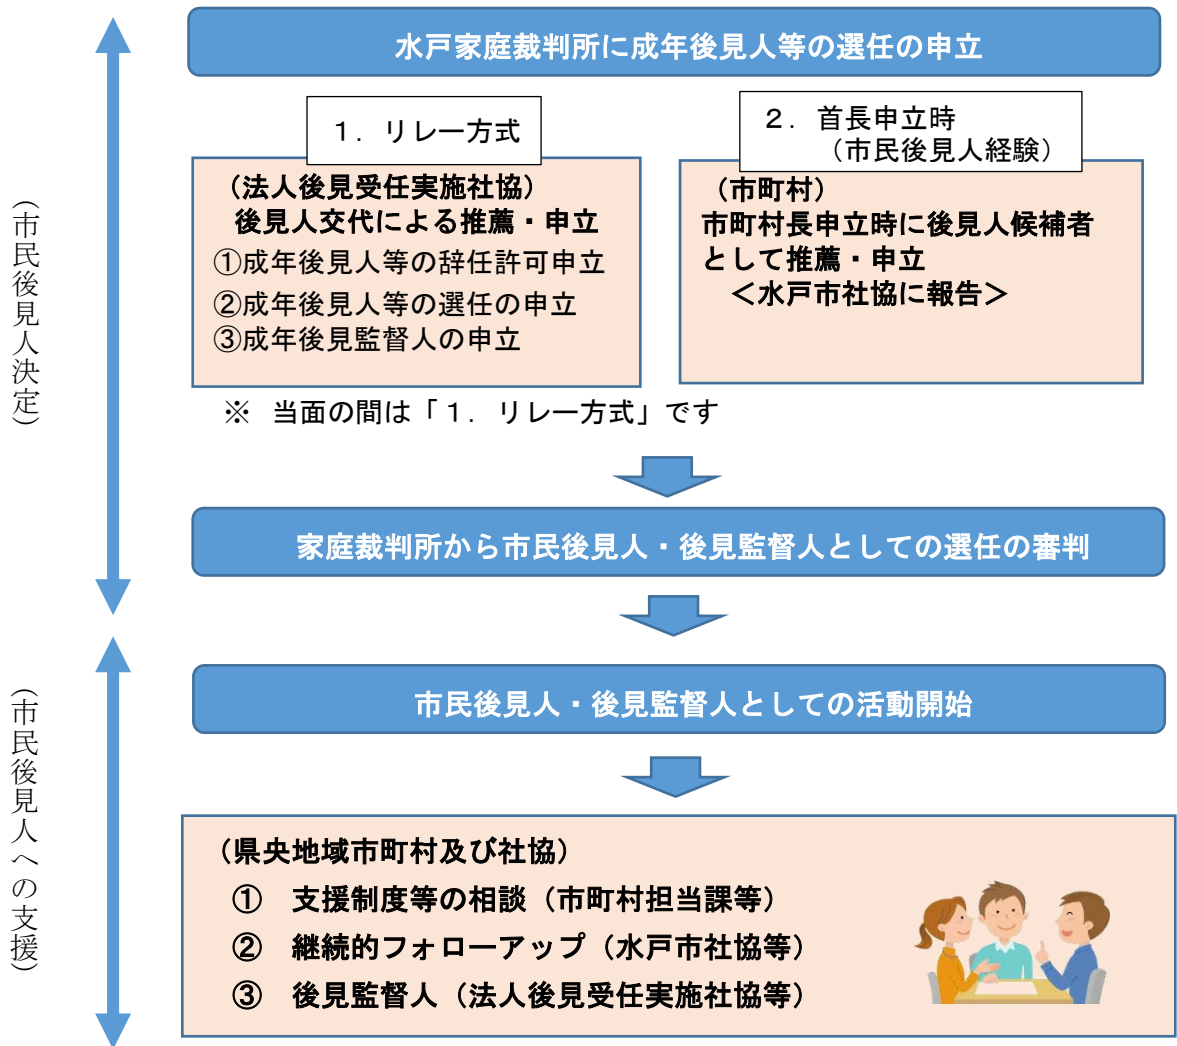 水戸家庭裁判所に成年後見人等の選任の申立
１．リレー方式
（法人後見受任実施社協）
後見人交代による推薦・申立
①成年後見人等の辞任許可申立
②成年後見人等の選任の申立
③成年後見監督人の申立
２．首長申立時
（市民後見人経験）
（市町村）
市町村長申立時に後見人候補者
として推薦・申立
＜水戸市社協に報告＞
※　当面の間は「１．リレー方式」です
（市民後見人決定）
家庭裁判所から市民後見人・後見監督人としての選任の審判
市民後見人・後見監督人としての活動開始
（市民後見人への支援）
（県央地域市町村及び社協）
①　支援制度等の相談（市町村担当課等）
②　継続的フォローアップ（水戸市社協等）
③　後見監督人（法人後見受任実施社協等）